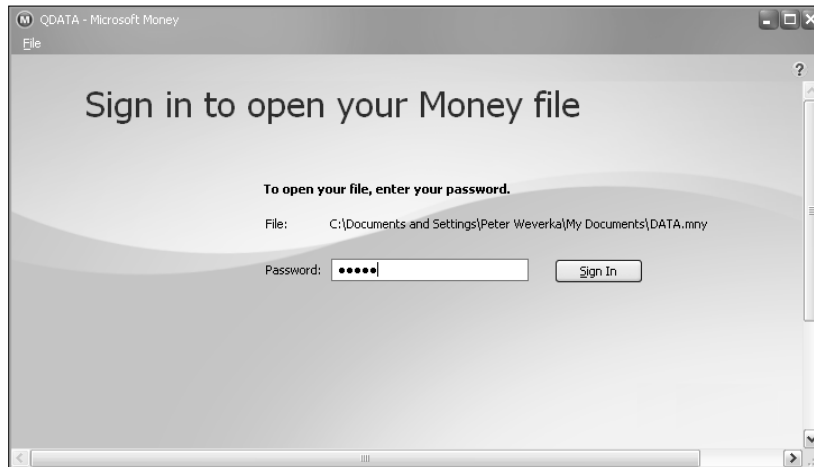 QDATA - Microsoft Money
File
?
Sign in to open your Money file
To open your file, enter your password.
File: C:\Documents and Settings\Peter Weverka\My Documents\DATA.mny
Password: ●●●●● Sign In